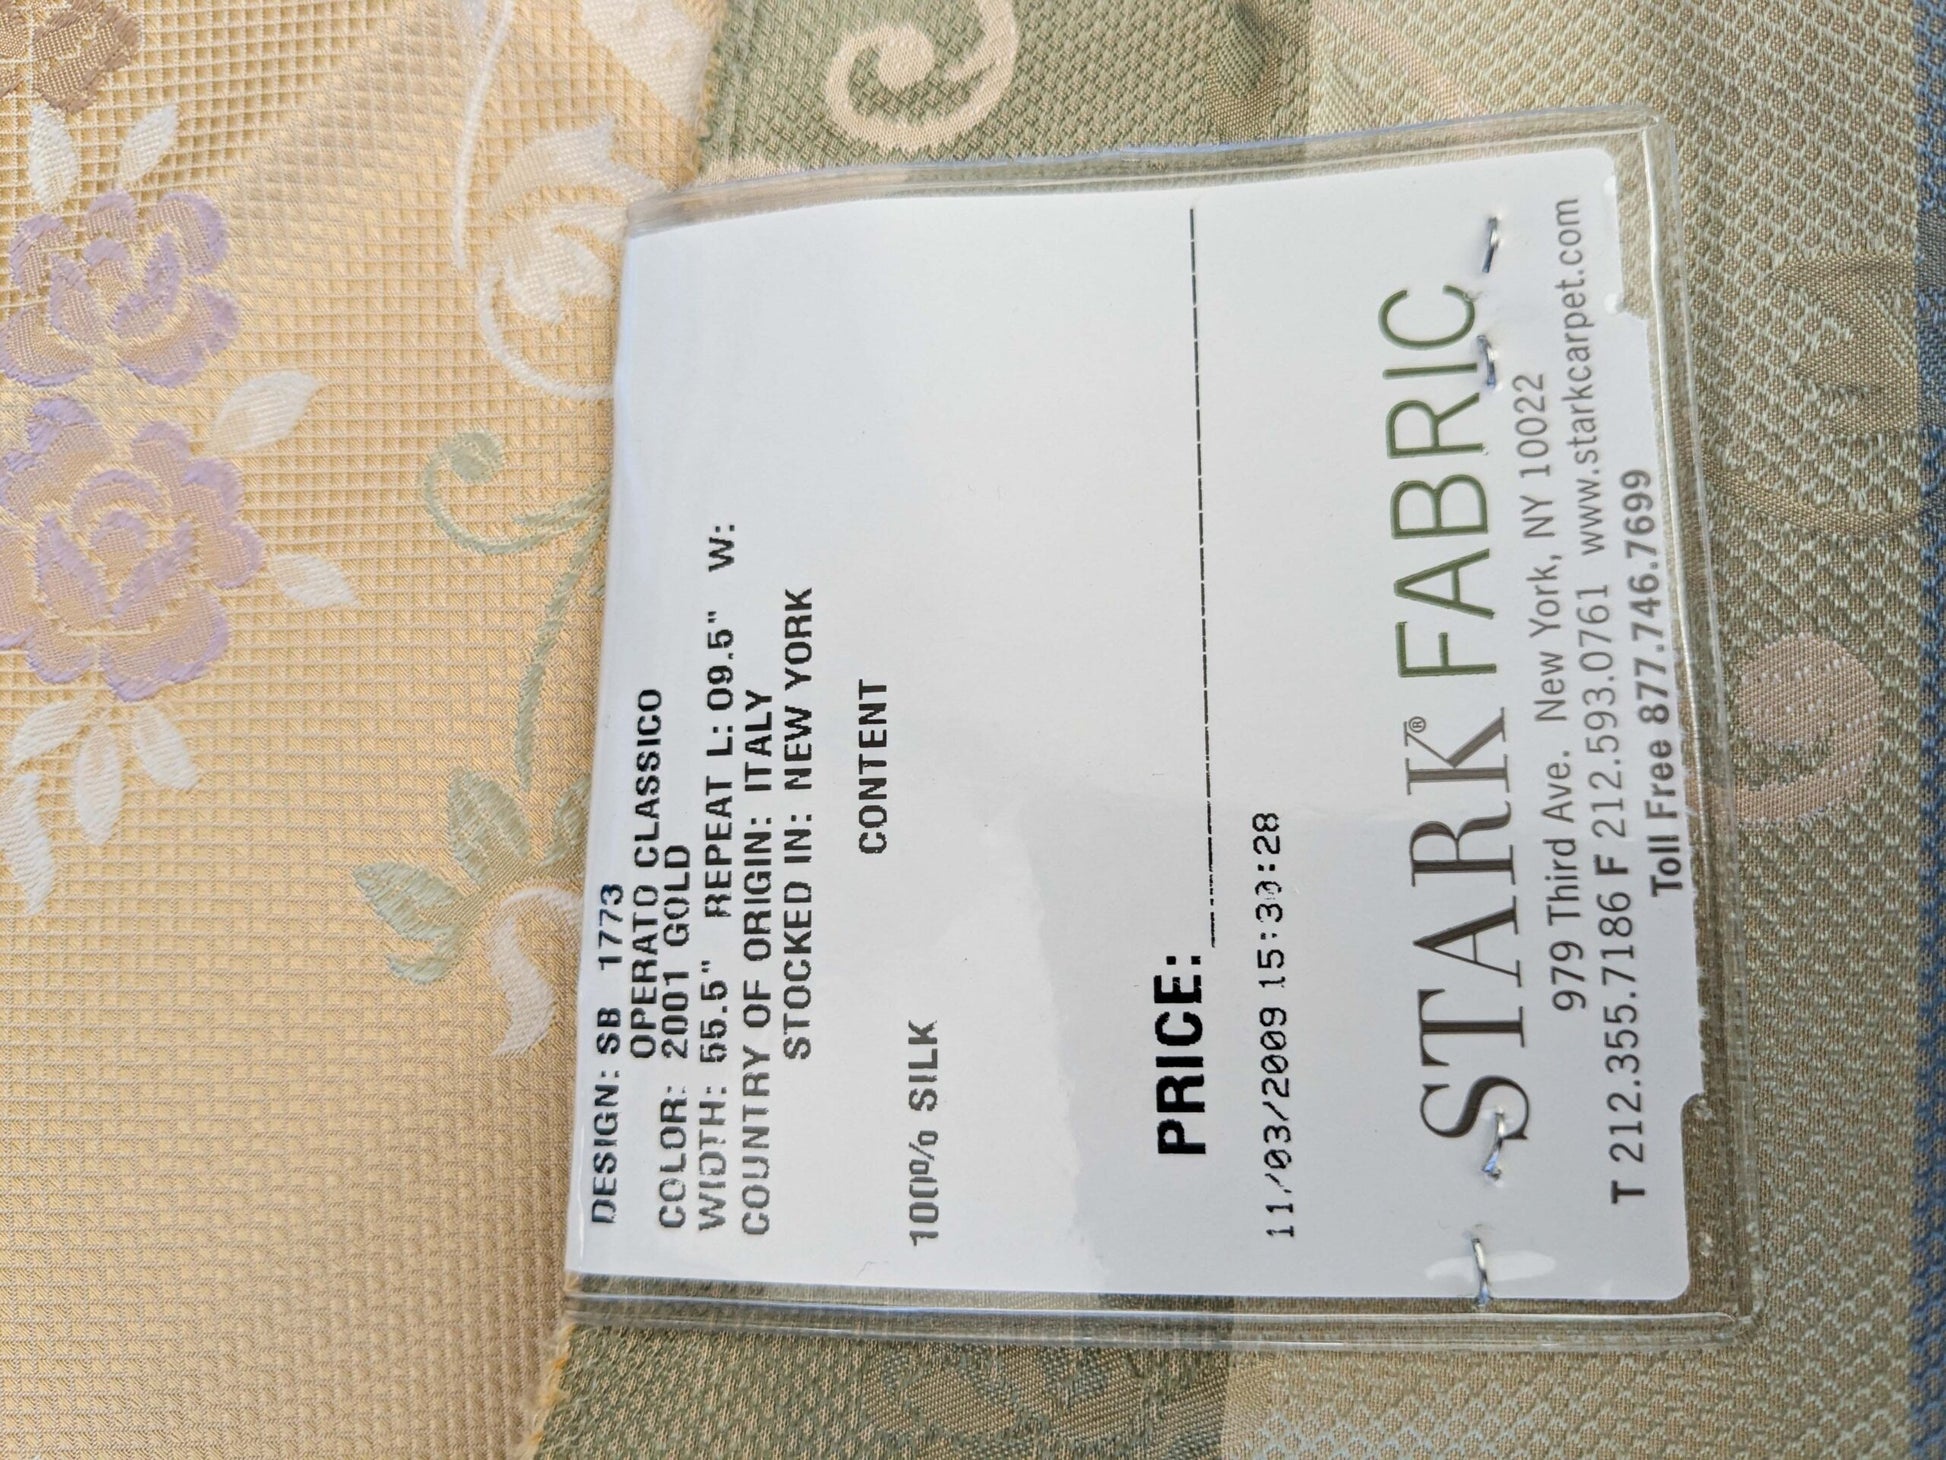 DESIGN: SB 1773
OPERATO CLASSICO
COLOR: 2001 GOLD
WIDTH: 55.5" REPEAT L: 09.5" W:
COUNTRY OF ORIGIN: ITALY
STOCKED IN: NEW YORK
CONTENT
100% SILK
PRICE:
11/03/2009 15:30:28
STARK® FABRIC
979 Third Ave. New York, NY 10022
T 212.355.7186 F 212.593.0761 www.starkcarpet.com
Toll Free 877.746.7699